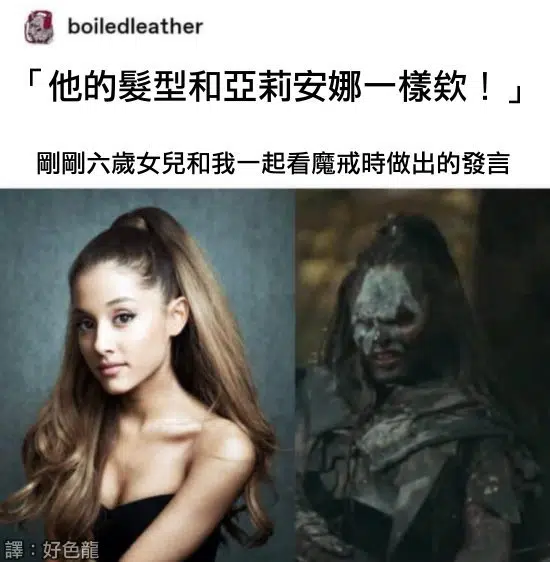 boiledleather
「他的髮型和亞莉安娜一樣欸！」
剛剛六歲女兒和我一起看魔戒時做出的發言
譯：好色龍